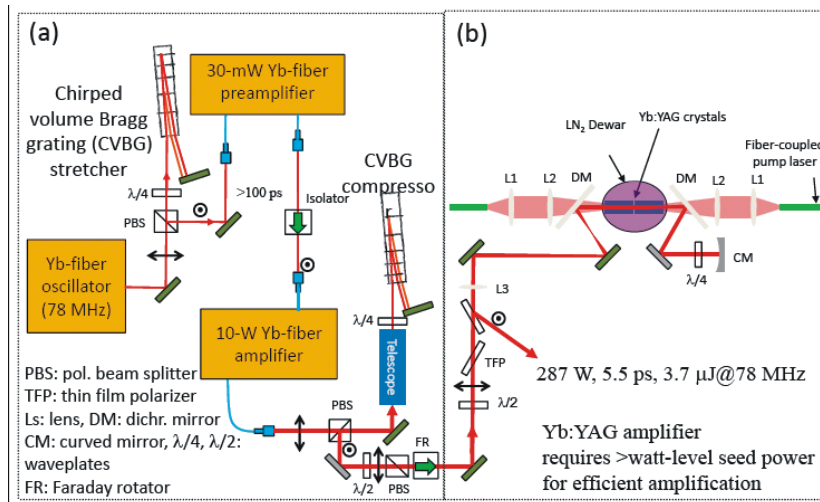 (a)
30-mW Yb-fiber
preamplifier
Chirped
volume Bragg
grating (CVBG)
stretcher
λ/4
PBS
>100 ps
Isolator
CVBG
compresso
Yb-fiber
oscillator
(78 MHz)
10-W Yb-fiber
amplifier
λ/4
Telescope
PBS: pol. beam splitter
TFP: thin film polarizer
Ls: lens, DM: dichr. mirror
CM: curved mirror, λ/4, λ/2:
waveplates
FR: Faraday rotator
PBS
λ/2
PBS
FR
(b)
LN2 Dewar
Yb:YAG crystals
Fiber-coupled
pump laser
L1
L2
DM
DM
L2
L1
CM
λ/4
L3
TFP
λ/2
287 W, 5.5 ps, 3.7 μJ@78 MHz
Yb:YAG amplifier
requires >watt-level seed power
for efficient amplification